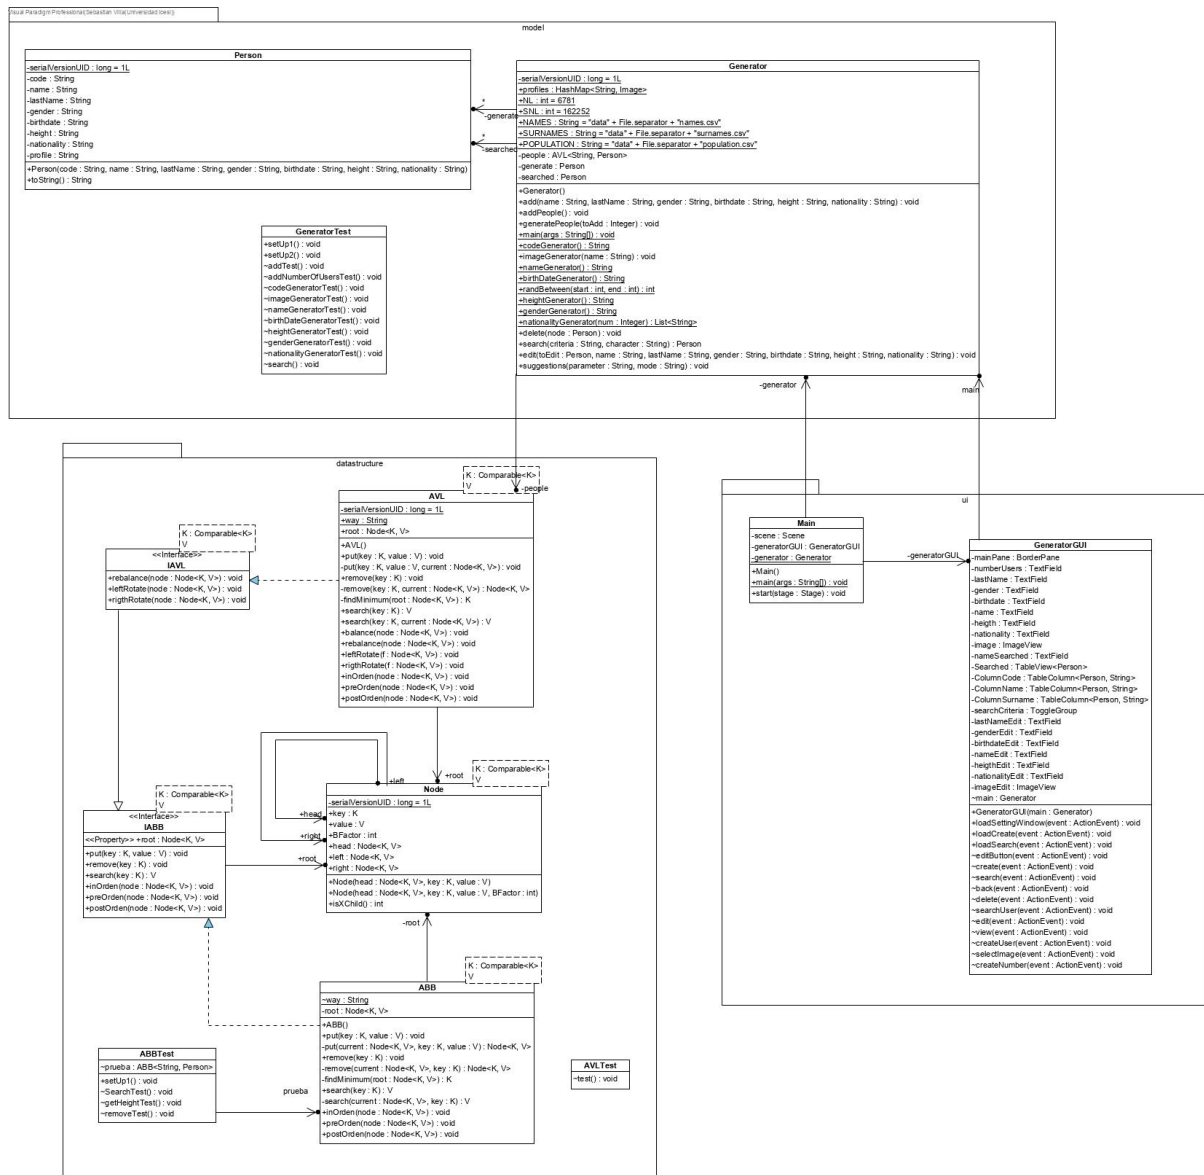 Visual Paradigm Professional(Sebastian Villa(Universidad Icesi))
model
Person
-serialVersionUID : long = 1L
-code : String
-name : String
-lastName : String
-gender : String
-birthdate : String
-height : String
-nationality : String
-profile : String
+Person(code : String, name : String, lastName : String, gender : String, birthdate : String, height : String, nationality : String)
+toString() : String
*
-generate
*
-searched
Generator
-serialVersionUID : long = 1L
+profiles : HashMap<String, Image>
+NL : int = 6781
+SNL : int = 162252
+NAMES : String = "data" + File.separator + "names.csv"
+SURNAMES : String = "data" + File.separator + "surnames.csv"
+POPULATION : String = "data" + File.separator + "population.csv"
-people : AVL<String, Person>
-generate : Person
-searched : Person
+Generator()
+add(name : String, lastName : String, gender : String, birthdate : String, height : String, nationality : String) : void
+addPeople() : void
+generatePeople(toAdd : Integer) : void
+main(args : String[]) : void
+codeGenerator() : String
+imageGenerator(name : String) : void
+nameGenerator() : String
+birthDateGenerator() : String
+randBetween(start : int, end : int) : int
+heightGenerator() : String
+genderGenerator() : String
+nationalityGenerator(num : Integer) : List<String>
+delete(node : Person) : void
+search(criteria : String, character : String) : Person
+edit(toEdit : Person, name : String, lastName : String, gender : String, birthdate : String, height : String, nationality : String) : void
+suggestions(parameter : String, mode : String) : void
GeneratorTest
+setUp1() : void
+setUp2() : void
~addTest() : void
~addNumberOfUsersTest() : void
~codeGeneratorTest() : void
~imageGeneratorTest() : void
~nameGeneratorTest() : void
~birthDateGeneratorTest() : void
~heightGeneratorTest() : void
~genderGeneratorTest() : void
~nationalityGeneratorTest() : void
~search() : void
-generator
main
datastructure
K : Comparable<K>
V
-people
AVL
-serialVersionUID : long = 1L
+way : String
+root : Node<K, V>
+AVL()
+put(key : K, value : V) : void
-put(key : K, value : V, current : Node<K, V>) : void
+remove(key : K) : void
-remove(key : K, current : Node<K, V>) : Node<K, V>
-findMinimum(root : Node<K, V>) : K
+search(key : K) : V
+search(key : K, current : Node<K, V>) : V
+balance(node : Node<K, V>) : void
+rebalance(node : Node<K, V>) : void
+leftRotate(f : Node<K, V>) : void
+rigthRotate(f : Node<K, V>) : void
+inOrden(node : Node<K, V>) : void
+preOrden(node : Node<K, V>) : void
+postOrden(node : Node<K, V>) : void
K : Comparable<K>
V
<<Interface>>
IAVL
+rebalance(node : Node<K, V>) : void
+leftRotate(node : Node<K, V>) : void
+rigthRotate(node : Node<K, V>) : void
+left
+root
K : Comparable<K>
V
+head
+right
Node
-serialVersionUID : long = 1L
+key : K
+value : V
+BFactor : int
+head : Node<K, V>
+left : Node<K, V>
+right : Node<K, V>
+Node(head : Node<K, V>, key : K, value : V)
+Node(head : Node<K, V>, key : K, value : V, BFactor : int)
+isXChild() : int
K : Comparable<K>
V
<<Interface>>
IABB
<<Property>> +root : Node<K, V>
+put(key : K, value : V) : void
+remove(key : K) : void
+search(key : K) : V
+inOrden(node : Node<K, V>) : void
+preOrden(node : Node<K, V>) : void
+postOrden(node : Node<K, V>) : void
+root
-root
K : Comparable<K>
V
ABB
~way : String
-root : Node<K, V>
+ABB()
+put(key : K, value : V) : void
-put(current : Node<K, V>, key : K, value : V) : Node<K, V>
+remove(key : K) : void
-remove(current : Node<K, V>, key : K) : Node<K, V>
-findMinimum(root : Node<K, V>) : K
+search(key : K) : V
-search(current : Node<K, V>, key : K) : V
+inOrden(node : Node<K, V>) : void
+preOrden(node : Node<K, V>) : void
+postOrden(node : Node<K, V>) : void
ABBTest
~prueba : ABB<String, Person>
+setUp1() : void
~SearchTest() : void
~getHeightTest() : void
~removeTest() : void
prueba
AVLTest
~test() : void
ui
Main
-scene : Scene
-generatorGUI : GeneratorGUI
-generator : Generator
+Main()
+main(args : String[]) : void
+start(stage : Stage) : void
-generatorGUI
GeneratorGUI
-mainPane : BorderPane
-numberUsers : TextField
-lastName : TextField
-gender : TextField
-birthdate : TextField
-name : TextField
-heigth : TextField
-nationality : TextField
-image : ImageView
-nameSearched : TextField
-Searched : TableView<Person>
-ColumnCode : TableColumn<Person, String>
-ColumnName : TableColumn<Person, String>
-ColumnSurname : TableColumn<Person, String>
-searchCriteria : ToggleGroup
-lastNameEdit : TextField
-genderEdit : TextField
-birthdateEdit : TextField
-nameEdit : TextField
-heigthEdit : TextField
-nationalityEdit : TextField
-imageEdit : ImageView
~main : Generator
+GeneratorGUI(main : Generator)
+loadSettingWindow(event : ActionEvent) : void
+loadCreate(event : ActionEvent) : void
+loadSearch(event : ActionEvent) : void
~editButton(event : ActionEvent) : void
~create(event : ActionEvent) : void
~search(event : ActionEvent) : void
~back(event : ActionEvent) : void
~delete(event : ActionEvent) : void
~searchUser(event : ActionEvent) : void
~edit(event : ActionEvent) : void
~view(event : ActionEvent) : void
~createUser(event : ActionEvent) : void
~selectImage(event : ActionEvent) : void
~createNumber(event : ActionEvent) : void